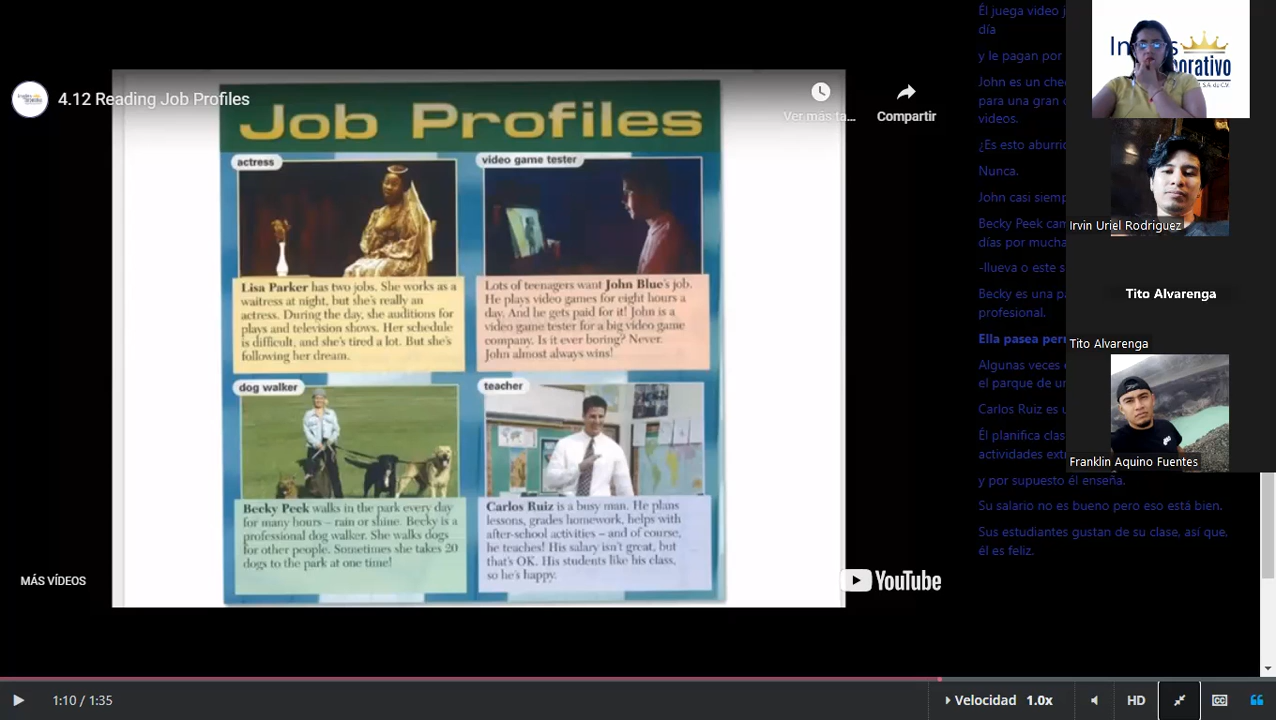 4.12 Reading Job Profiles
Ver más ta...
Compartir
Job Profiles
actress
Lisa Parker has two jobs. She works as a
waitress at night, but she's really an
actress. During the day, she auditions for
plays and television shows. Her schedule
is difficult, and she's tired a lot. But she's
following her dream.
video game tester
Lots of teenagers want John Blue's job.
He plays video games for eight hours a
day. And he gets paid for it! John is a
video game tester for a big video game
company. Is it ever boring? Never.
John almost always wins!
dog walker
Becky Peek walks in the park every day
for many hours – rain or shine. Becky is a
professional dog walker. She walks dogs
for other people. Sometimes she takes 20
dogs to the park at one time!
teacher
Carlos Ruiz is a busy man. He plans
lessons, grades homework, helps with
after-school activities – and of course,
he teaches! His salary isn't great, but
that's OK. His students like his class,
so he's happy.
MÁS VÍDEOS
YouTube
Él juega video j
día
y le pagan por
John es un che
para una gran
videos.
¿Es esto aburri
Nunca.
John casi siemp
Becky Peek cam
días por mucha
-llueva o este s
Becky es una p
profesional.
Ella pasea perr
Algunas veces
el parque de u
Carlos Ruiz es u
Él planifica clas
actividades ext
y por supuesto él enseña.
Su salario no es bueno pero eso está bien.
Sus estudiantes gustan de su clase, así que,
él es feliz.
orativo
S.A. de C.V.
Irvin Uriel Rodriguez
Tito Alvarenga
Tito Alvarenga
Franklin Aquino Fuentes
1:10 / 1:35
Velocidad 1.0x
HD